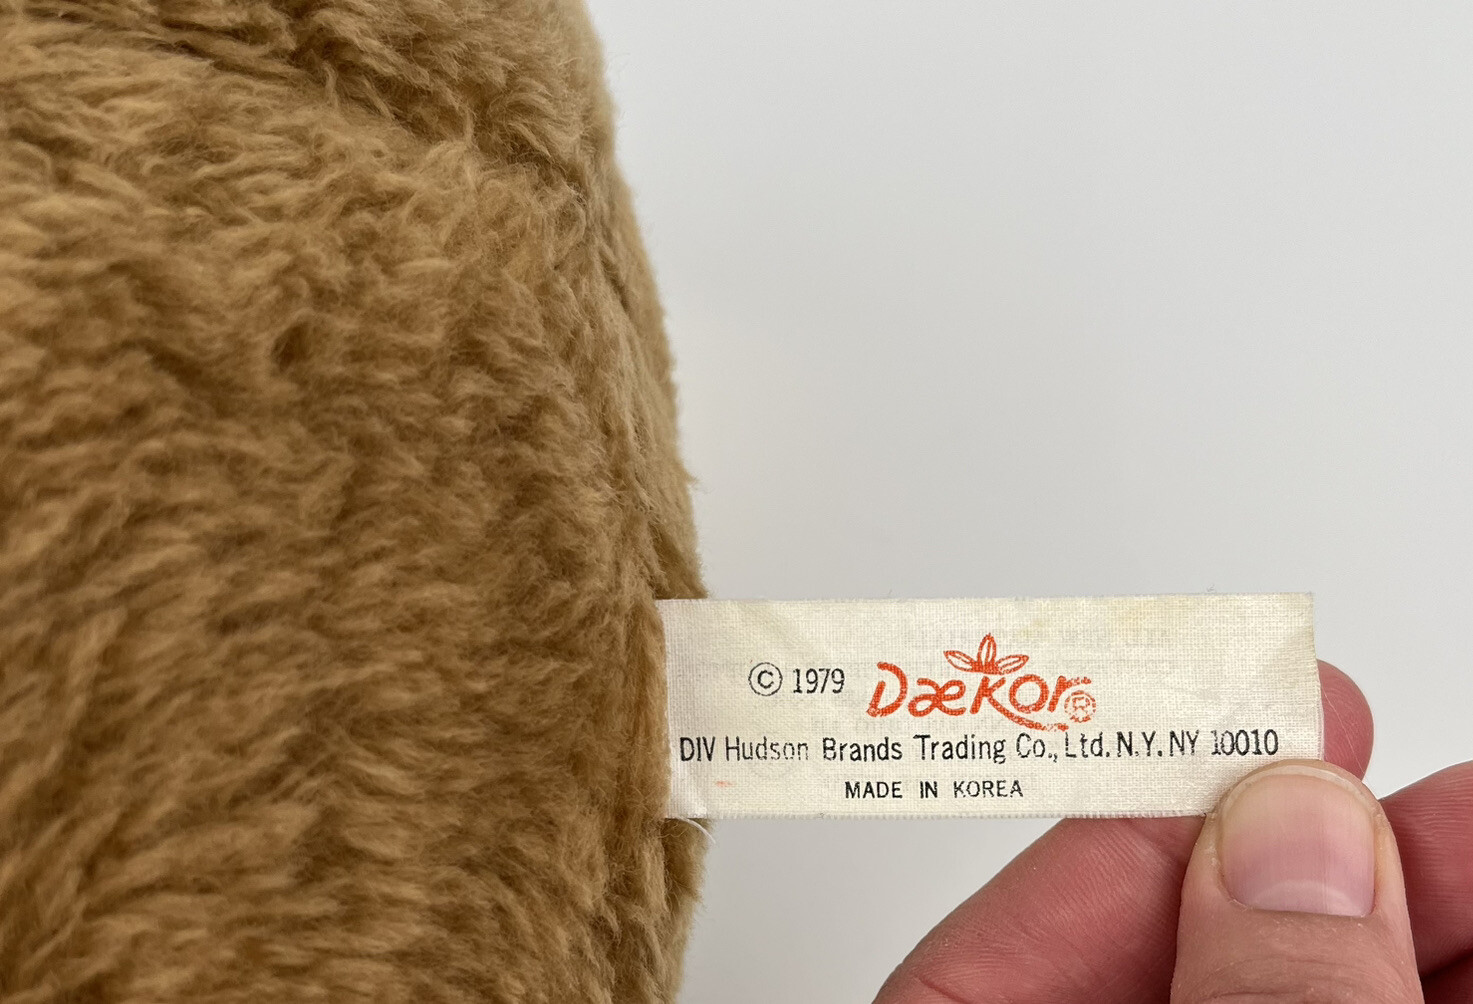 © 1979 Dækor®
DIV Hudson Brands Trading Co., Ltd. N.Y. NY 10010
MADE IN KOREA